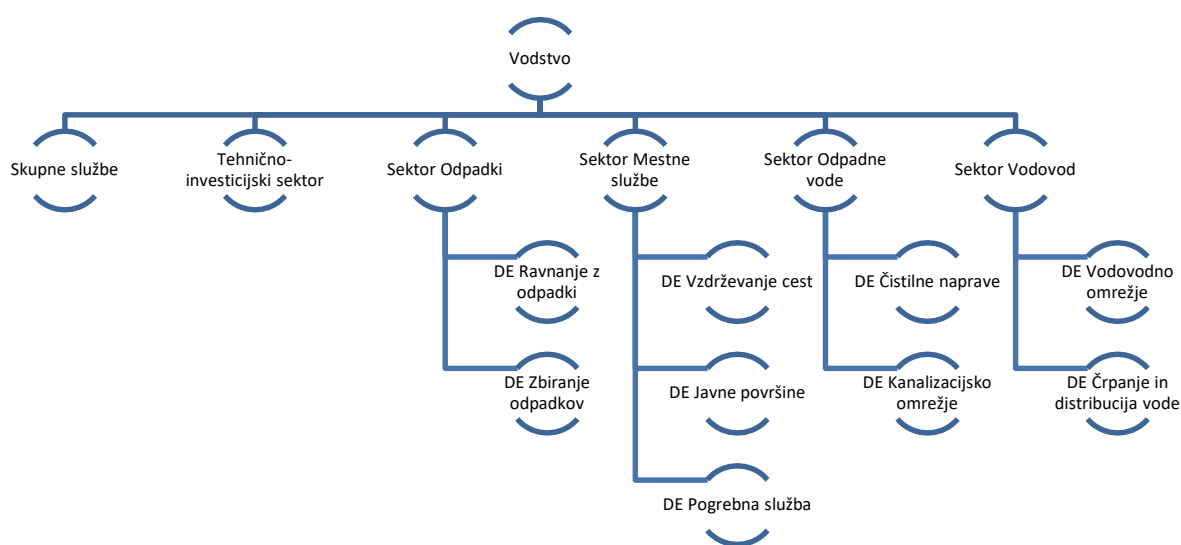 Vodstvo
Skupne službe
Tehnično-
investicijski sektor
Sektor Odpadki
Sektor Mestne
službe
Sektor Odpadne
vode
Sektor Vodovod
DE Ravnanje z
odpadki
DE Zbiranje
odpadkov
DE Vzdrževanje cest
DE Javne površine
DE Pogrebna služba
DE Čistilne naprave
DE Kanalizacijsko
omrežje
DE Vodovodno
omrežje
DE Črpanje in
distribucija vode